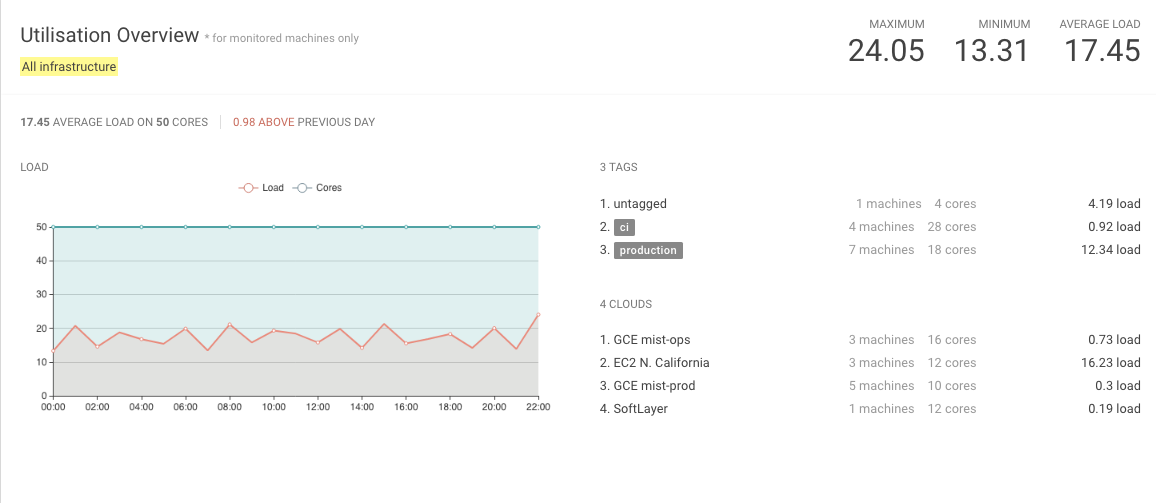 Utilisation Overview * for monitored machines only
All infrastructure
MAXIMUM MINIMUM AVERAGE LOAD
24.05 13.31 17.45
17.45 AVERAGE LOAD ON 50 CORES 0.98 ABOVE PREVIOUS DAY
LOAD
Load Cores
50
40
30
20
10
0
00:00 02:00 04:00 06:00 08:00 10:00 12:00 14:00 16:00 18:00 20:00 22:00
3 TAGS
1. untagged 1 machines 4 cores 4.19 load
2. ci 4 machines 28 cores 0.92 load
3. production 7 machines 18 cores 12.34 load
4 CLOUDS
1. GCE mist-ops 3 machines 16 cores 0.73 load
2. EC2 N. California 3 machines 12 cores 16.23 load
3. GCE mist-prod 5 machines 10 cores 0.3 load
4. SoftLayer 1 machines 12 cores 0.19 load